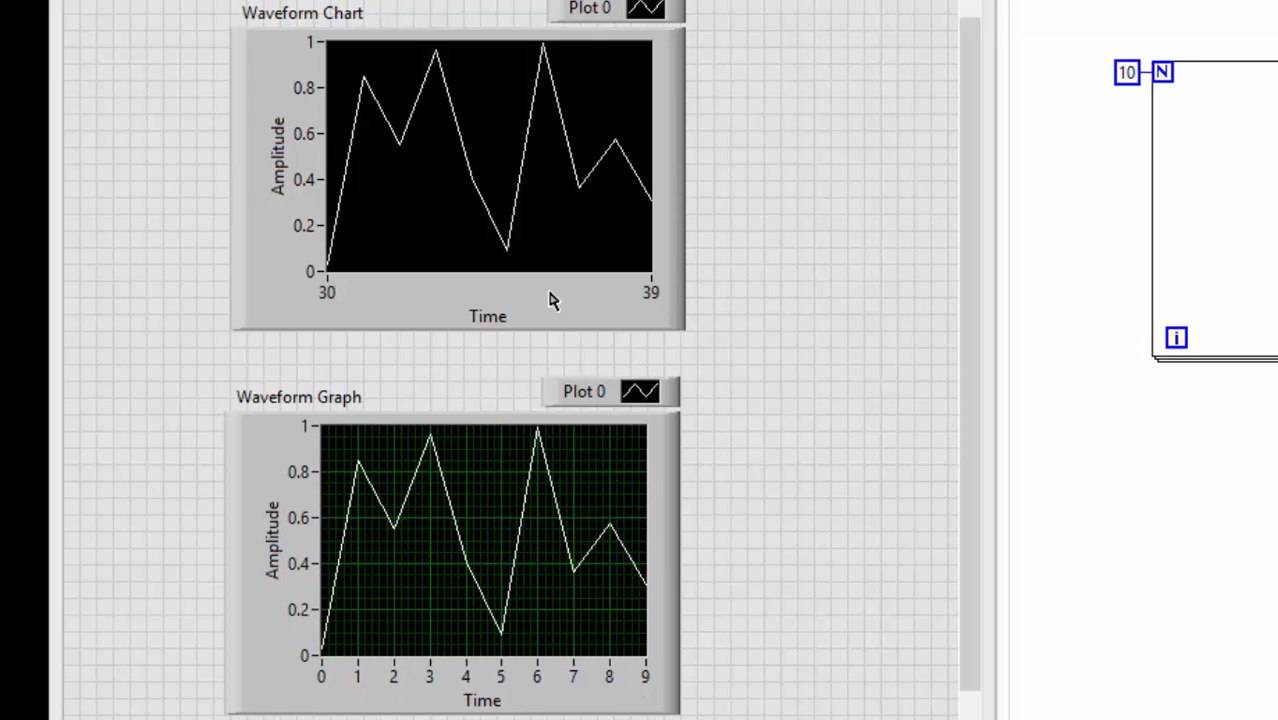 Waveform Chart
Plot 0
Amplitude
1
0.8
0.6
0.4
0.2
0
30
39
Time
Waveform Graph
Plot 0
Amplitude
1
0.8
0.6
0.4
0.2
0
0 1 2 3 4 5 6 7 8 9
Time
10 N
i